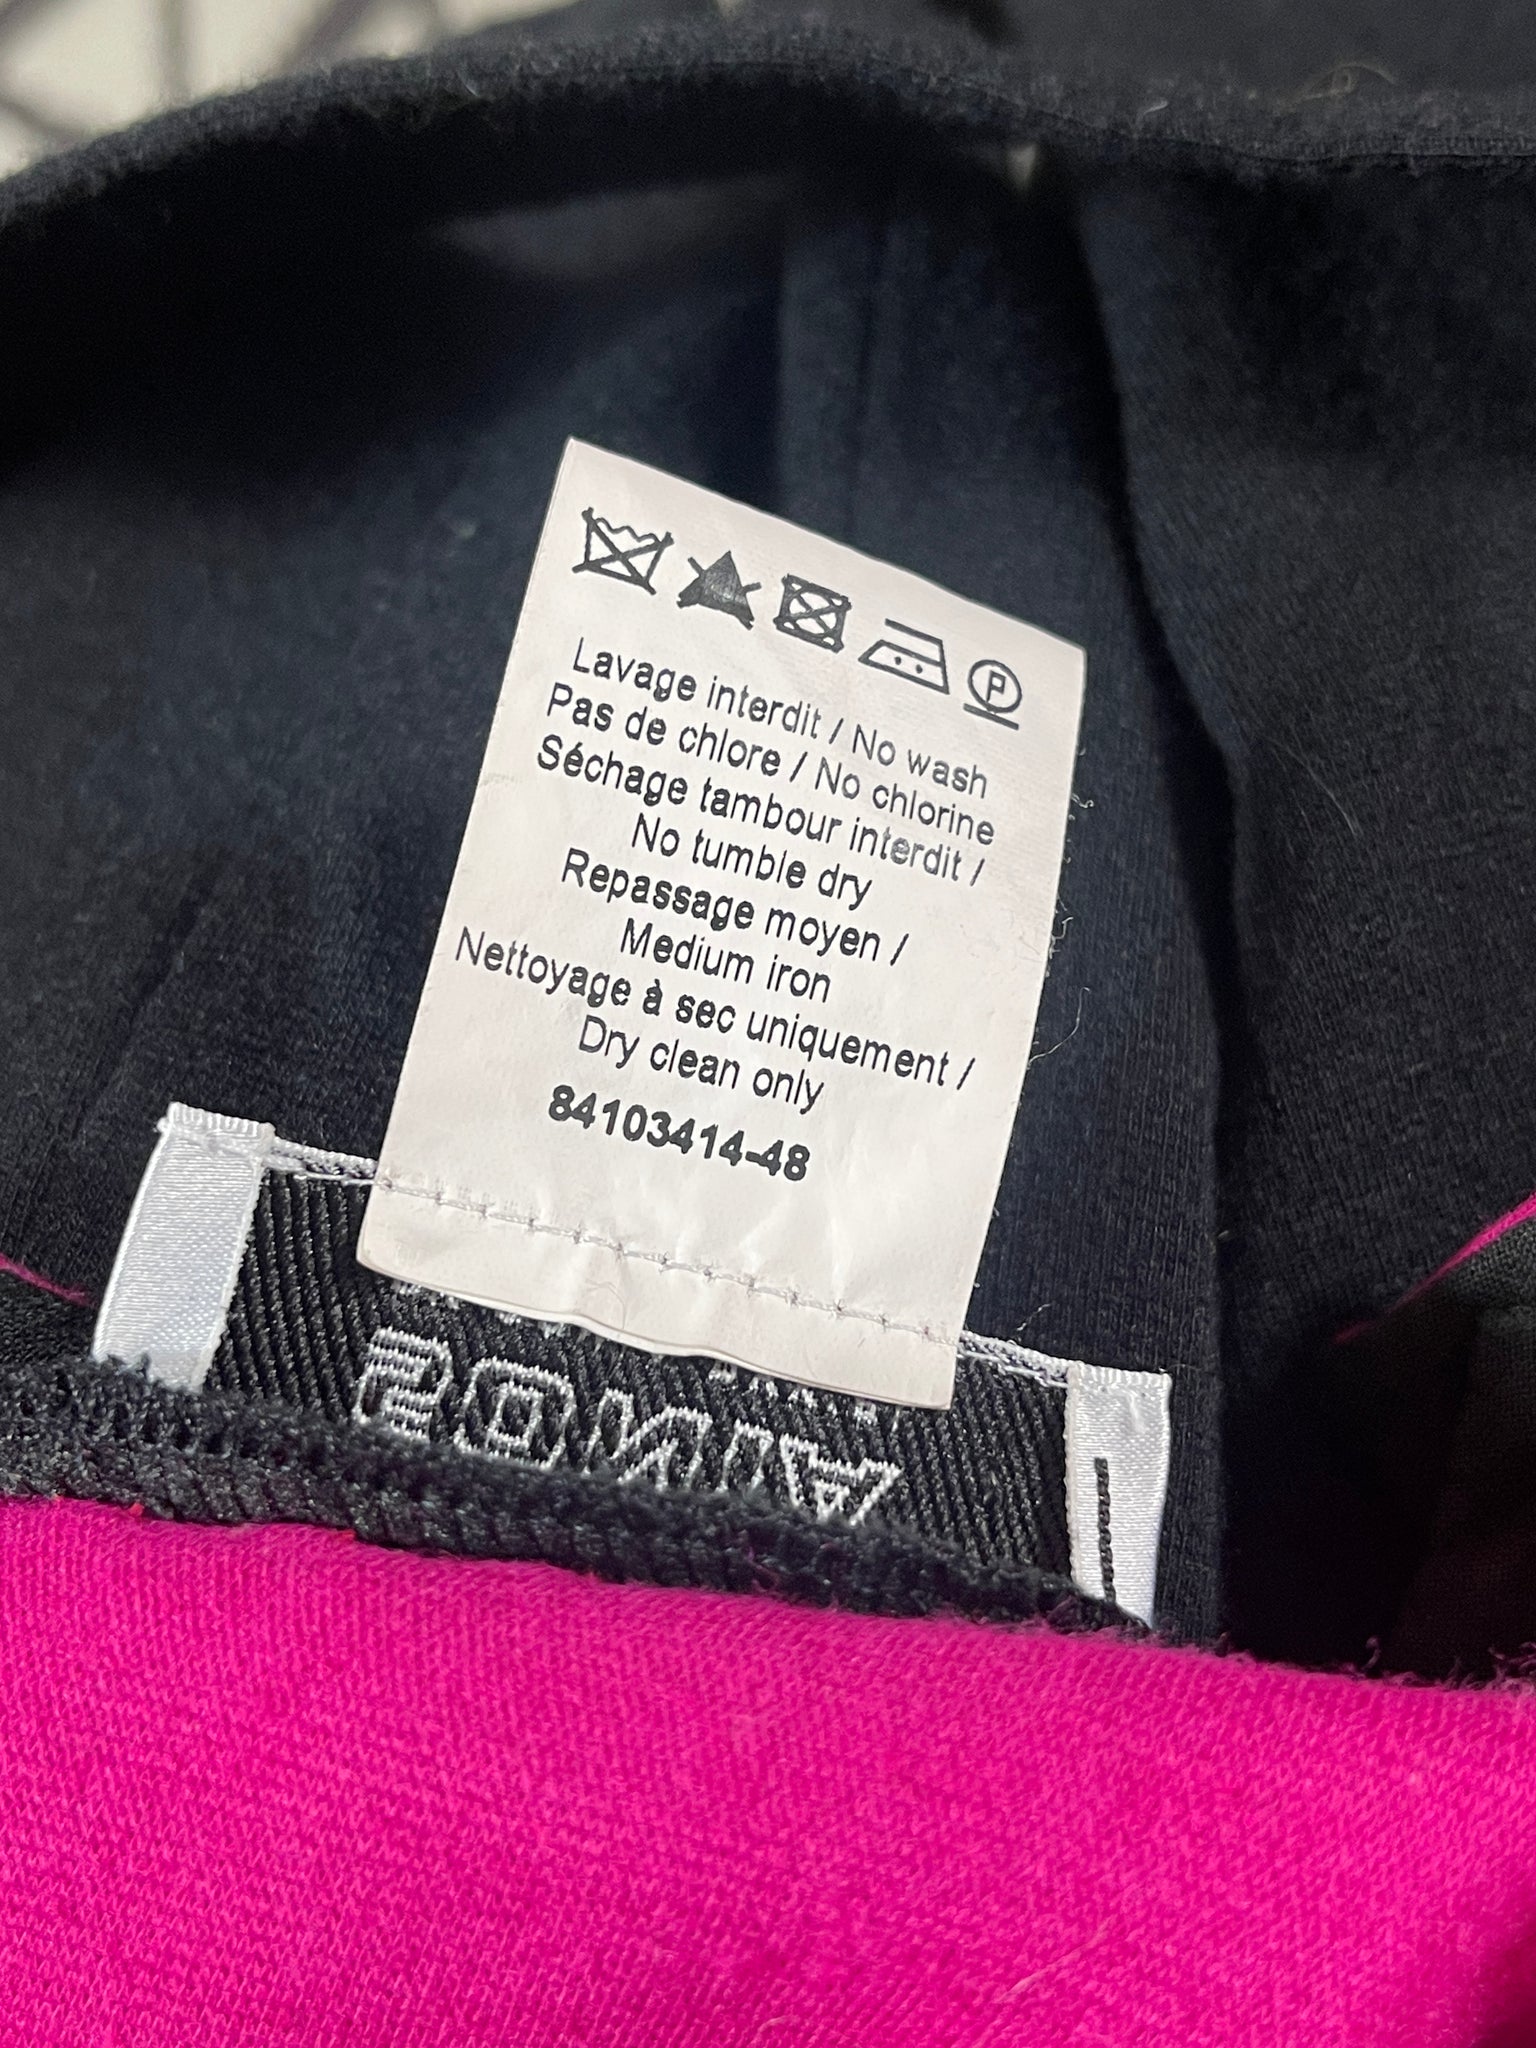 Lavage interdit / No wash
Pas de chlore / No chlorine
Séchage tambour interdit /
No tumble dry
Repassage moyen /
Medium iron
Nettoyage à sec uniquement /
Dry clean only
84103414-48
P